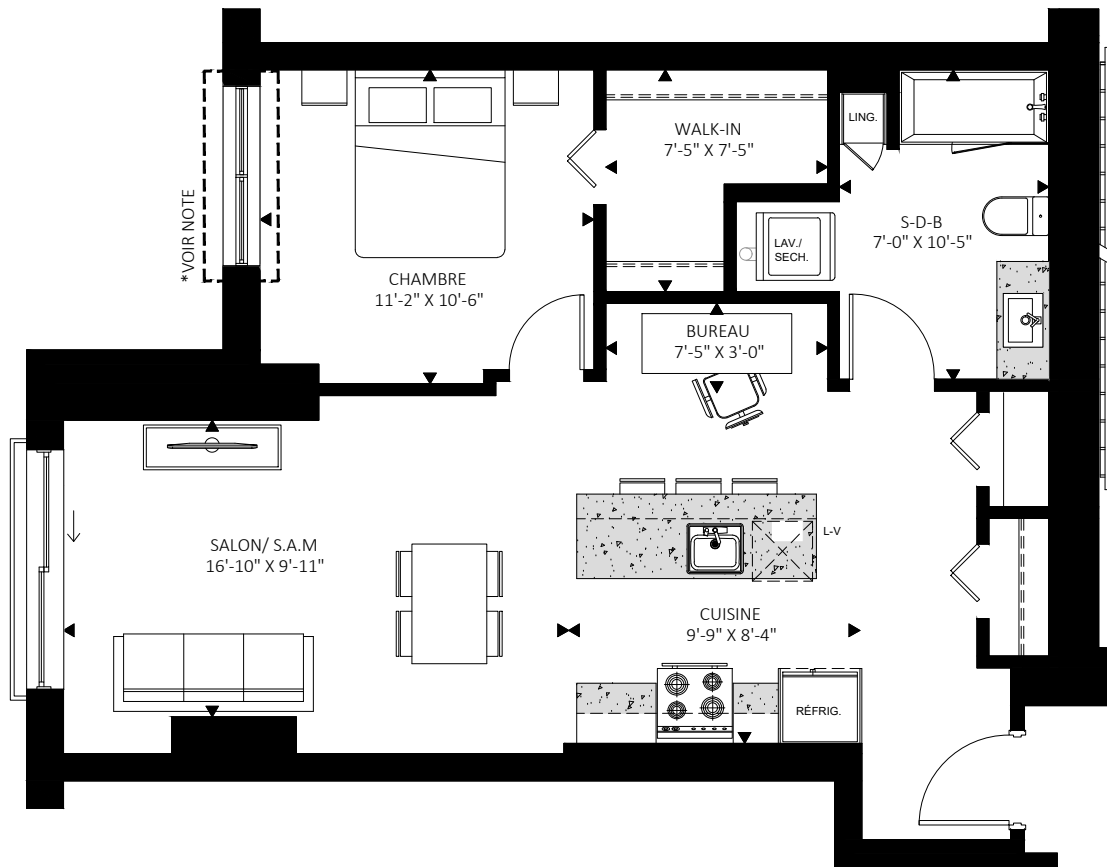 WALK-IN
7'-5" X 7'-5"
LING.
*VOIR NOTE
S-D-B
7'-0" X 10'-5"
LAV./
SECH.
CHAMBRE
11'-2" X 10'-6"
BUREAU
7'-5" X 3'-0"
SALON/ S.A.M
16'-10" X 9'-11"
L-V
CUISINE
9'-9" X 8'-4"
RÉFRIG.